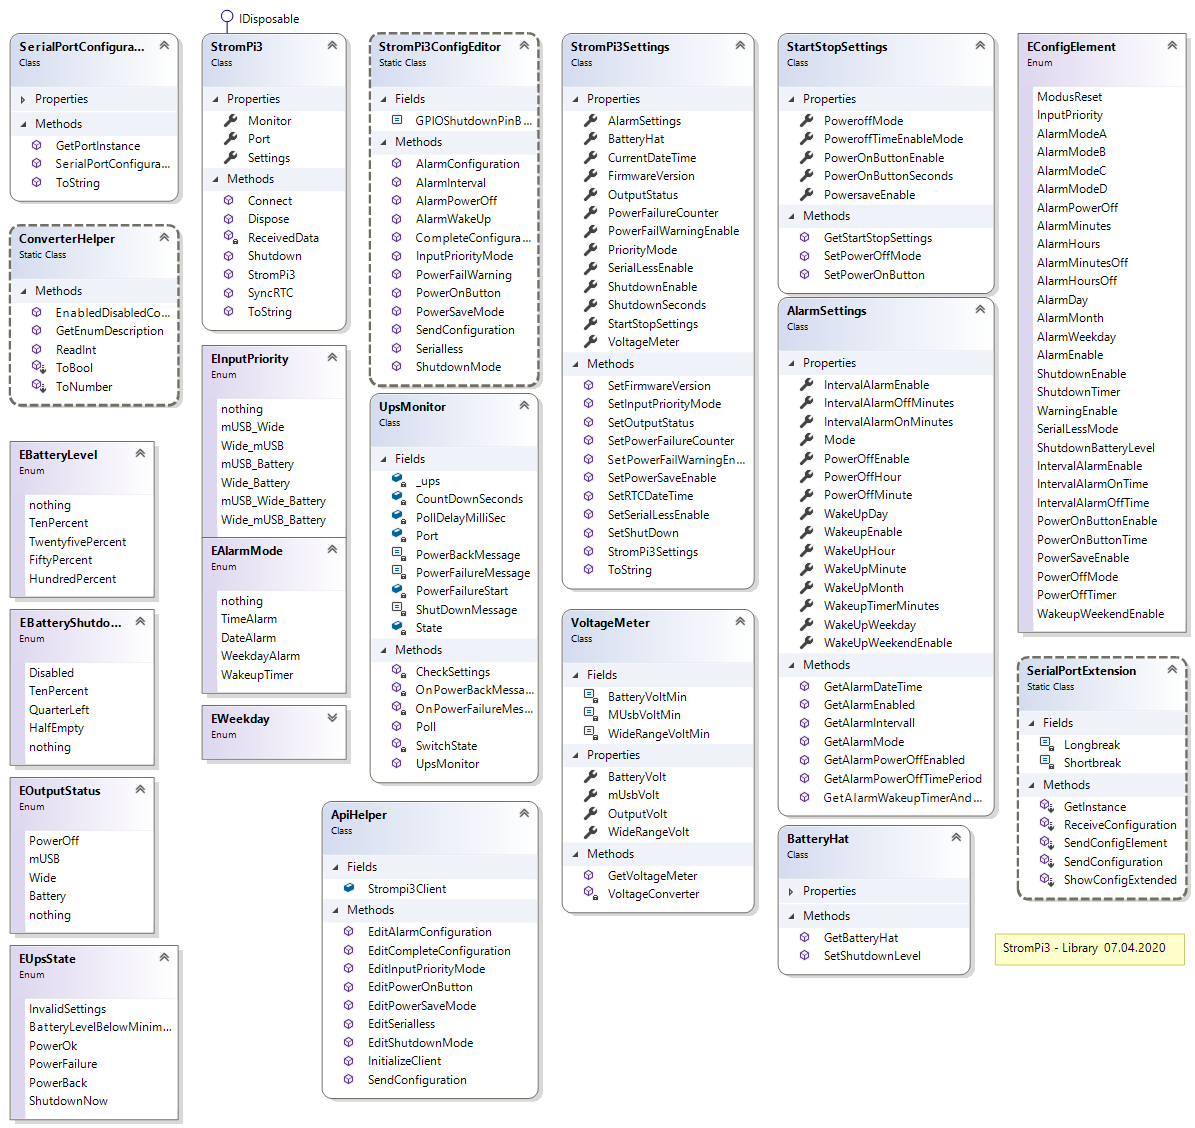 IDisposable
SerialPortConfigura...
Class
Properties
Methods
GetPortInstance
SerialPortConfigura...
ToString
ConverterHelper
Static Class
Methods
EnabledDisabledCo...
GetEnumDescription
ReadInt
ToBool
ToNumber
EBatteryLevel
Enum
nothing
TenPercent
TwentyfivePercent
FiftyPercent
HundredPercent
EBatteryShutdo...
Enum
Disabled
TenPercent
QuarterLeft
HalfEmpty
nothing
EOutputStatus
Enum
PowerOff
mUSB
Wide
Battery
nothing
EUpsState
Enum
InvalidSettings
BatteryLevelBelowMinim...
PowerOk
PowerFailure
PowerBack
ShutdownNow
StromPi3
Class
Properties
Monitor
Port
Settings
Methods
Connect
Dispose
ReceivedData
Shutdown
StromPi3
SyncRTC
ToString
EInputPriority
Enum
nothing
mUSB_Wide
Wide_mUSB
mUSB_Battery
Wide_Battery
mUSB_Wide_Battery
Wide_mUSB_Battery
EAlarmMode
Enum
nothing
TimeAlarm
DateAlarm
WeekdayAlarm
WakeupTimer
EWeekday
Enum
StromPi3ConfigEditor
Static Class
Fields
GPIOShutdownPinB...
Methods
AlarmConfiguration
AlarmInterval
AlarmPowerOff
AlarmWakeUp
CompleteConfigura...
InputPriorityMode
PowerFailWarning
PowerOnButton
PowerSaveMode
SendConfiguration
Serialless
ShutdownMode
UpsMonitor
Class
Fields
_ups
CountDownSeconds
PollDelayMilliSec
Port
PowerBackMessage
PowerFailureMessage
PowerFailureStart
ShutDownMessage
State
Methods
CheckSettings
OnPowerBackMessa...
OnPowerFailureMes...
Poll
SwitchState
UpsMonitor
ApiHelper
Class
Fields
Strompi3Client
Methods
EditAlarmConfiguration
EditCompleteConfiguration
EditInputPriorityMode
EditPowerOnButton
EditPowerSaveMode
EditSerialless
EditShutdownMode
InitializeClient
SendConfiguration
StromPi3Settings
Class
Properties
AlarmSettings
BatteryHat
CurrentDateTime
FirmwareVersion
OutputStatus
PowerFailureCounter
PowerFailWarningEnable
PriorityMode
SerialLessEnable
ShutdownEnable
ShutdownSeconds
StartStopSettings
VoltageMeter
Methods
SetFirmwareVersion
SetInputPriorityMode
SetOutputStatus
SetPowerFailureCounter
SetPowerFailWarningEn...
SetPowerSaveEnable
SetRTCDateTime
SetSerialLessEnable
SetShutDown
StromPi3Settings
ToString
VoltageMeter
Class
Fields
BatteryVoltMin
MUsbVoltMin
WideRangeVoltMin
Properties
BatteryVolt
mUsbVolt
OutputVolt
WideRangeVolt
Methods
GetVoltageMeter
VoltageConverter
StartStopSettings
Class
Properties
PoweroffMode
PoweroffTimeEnableMode
PowerOnButtonEnable
PowerOnButtonSeconds
PowersaveEnable
Methods
GetStartStopSettings
SetPowerOffMode
SetPowerOnButton
AlarmSettings
Class
Properties
IntervalAlarmEnable
IntervalAlarmOffMinutes
IntervalAlarmOnMinutes
Mode
PowerOffEnable
PowerOffHour
PowerOffMinute
WakeUpDay
WakeupEnable
WakeUpHour
WakeUpMinute
WakeUpMonth
WakeupTimerMinutes
WakeUpWeekday
WakeUpWeekendEnable
Methods
GetAlarmDateTime
GetAlarmEnabled
GetAlarmIntervall
GetAlarmMode
GetAlarmPowerOffEnabled
GetAlarmPowerOffTimePeriod
GetAlarmWakeupTimerAnd...
BatteryHat
Class
Properties
Methods
GetBatteryHat
SetShutdownLevel
EConfigElement
Enum
ModusReset
InputPriority
AlarmModeA
AlarmModeB
AlarmModeC
AlarmModeD
AlarmPowerOff
AlarmMinutes
AlarmHours
AlarmMinutesOff
AlarmHoursOff
AlarmDay
AlarmMonth
AlarmWeekday
AlarmEnable
ShutdownEnable
ShutdownTimer
WarningEnable
SerialLessMode
ShutdownBatteryLevel
IntervalAlarmEnable
IntervalAlarmOnTime
IntervalAlarmOffTime
PowerOnButtonEnable
PowerOnButtonTime
PowerSaveEnable
PowerOffMode
PowerOffTimer
WakeupWeekendEnable
SerialPortExtension
Static Class
Fields
Longbreak
Shortbreak
Methods
GetInstance
ReceiveConfiguration
SendConfigElement
SendConfiguration
ShowConfigExtended
StromPi3 - Library 07.04.2020